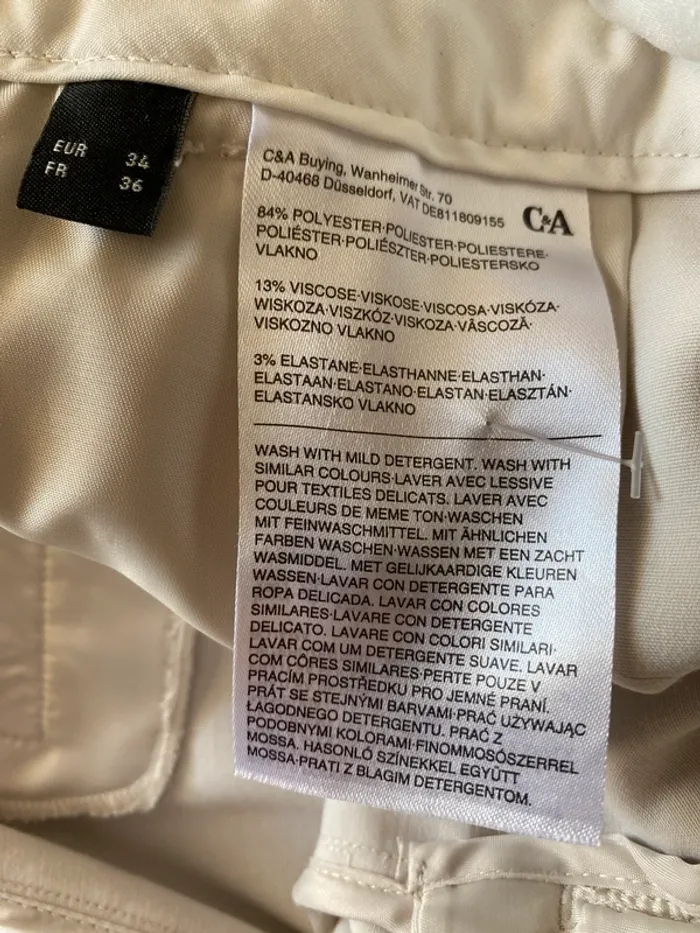 EUR 34
FR 36
C&A Buying, Wanheimer Str. 70
D-40468 Düsseldorf, VAT DE811809155
C&A
84% POLYESTER·POLIESTER·POLIESTERE·
POLIÉSTER·POLIÉSZTER·POLIESTERSKO
VLAKNO
13% VISCOSE·VISKOSE·VISCOSA·VISKÓZA·
WISKOZA·VISZKÓZ·VISKOZA·VÂSCOZĂ·
VISKOZNO VLAKNO
3% ELASTANE·ELASTHANNE·ELASTHAN·
ELASTAAN·ELASTANO·ELASTAN·ELASZTÁN·
ELASTANSKO VLAKNO
WASH WITH MILD DETERGENT. WASH WITH
SIMILAR COLOURS·LAVER AVEC LESSIVE
POUR TEXTILES DELICATS. LAVER AVEC
COULEURS DE MEME TON·WASCHEN
MIT FEINWASCHMITTEL. MIT ÄHNLICHEN
FARBEN WASCHEN·WASSEN MET EEN ZACHT
WASMIDDEL. MET GELIJKAARDIGE KLEUREN
WASSEN·LAVAR CON DETERGENTE PARA
ROPA DELICADA. LAVAR CON COLORES
SIMILARES·LAVARE CON DETERGENTE
DELICATO. LAVARE CON COLORI SIMILARI·
LAVAR COM UM DETERGENTE SUAVE. LAVAR
COM CÔRES SIMILARES·PERTE POUZE V
PRACÍM PROSTŘEDKU PRO JEMNÉ PRANÍ.
PRÁT SE STEJNÝMI BARVAMI·PRAĆ UŻYWAJĄC
ŁAGODNEGO DETERGENTU. PRAĆ Z
PODOBNYMI KOLORAMI·FINOMMOSÓSZERREL
MOSSA. HASONLÓ SZÍNEKKEL EGYÜTT
MOSSA·PRATI Z BLAGIM DETERGENTOM.